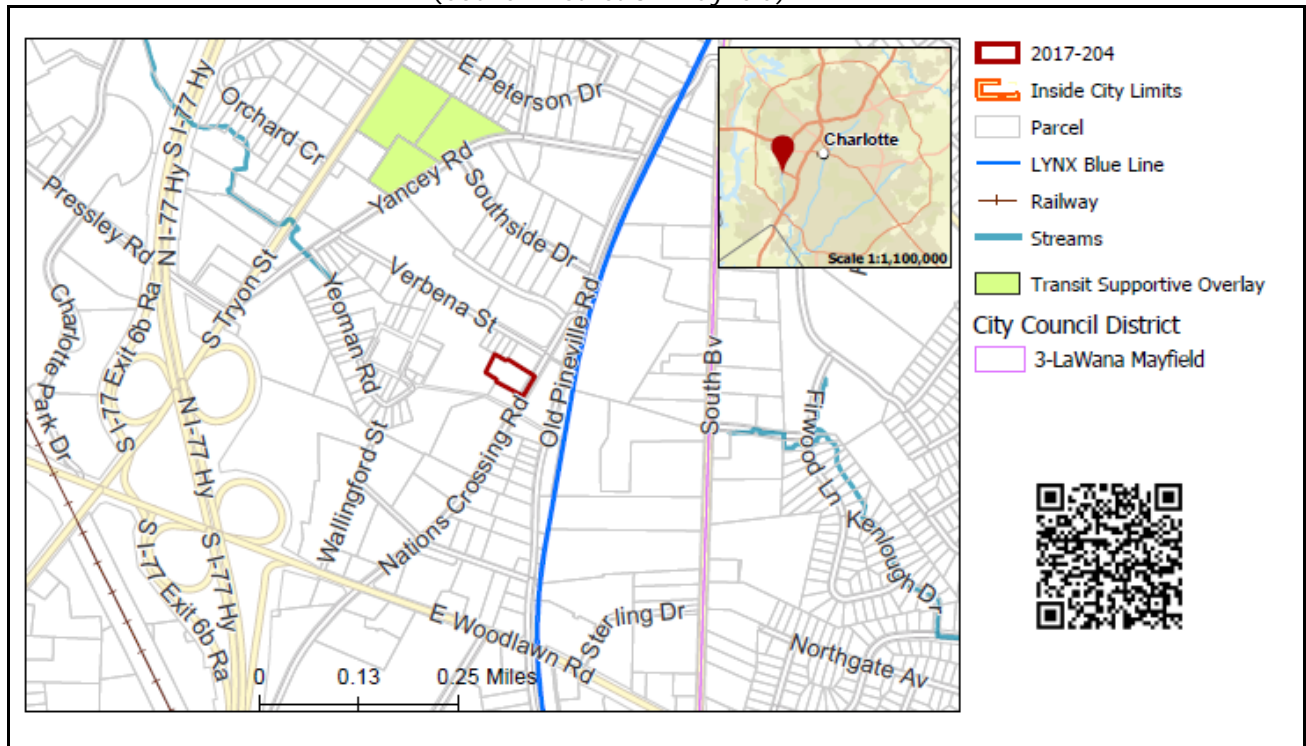 E Peterson Dr
Orchard Cr
S I-77 Hy
N I-77 Hy
Pressley Rd
Yancey Rd
Southside Dr
S Tryon St
Verbena St
Yeoman Rd
Charlotte Park Dr
S I-77 Exit 6b Ra
Old Pineville Rd
South Bv
N I-77 Hy
Wallingford St
Nations Crossing Rd
Firwood Ln
Kenlough Dr
S I-77 Hy
S I-77 Exit 6b Ra
E Woodlawn Rd
Sterling Dr
Northgate Av
0 0.13 0.25 Miles
Charlotte
Scale 1:1,100,000
2017-204
Inside City Limits
Parcel
LYNX Blue Line
Railway
Streams
Transit Supportive Overlay
City Council District
3-LaWana Mayfield